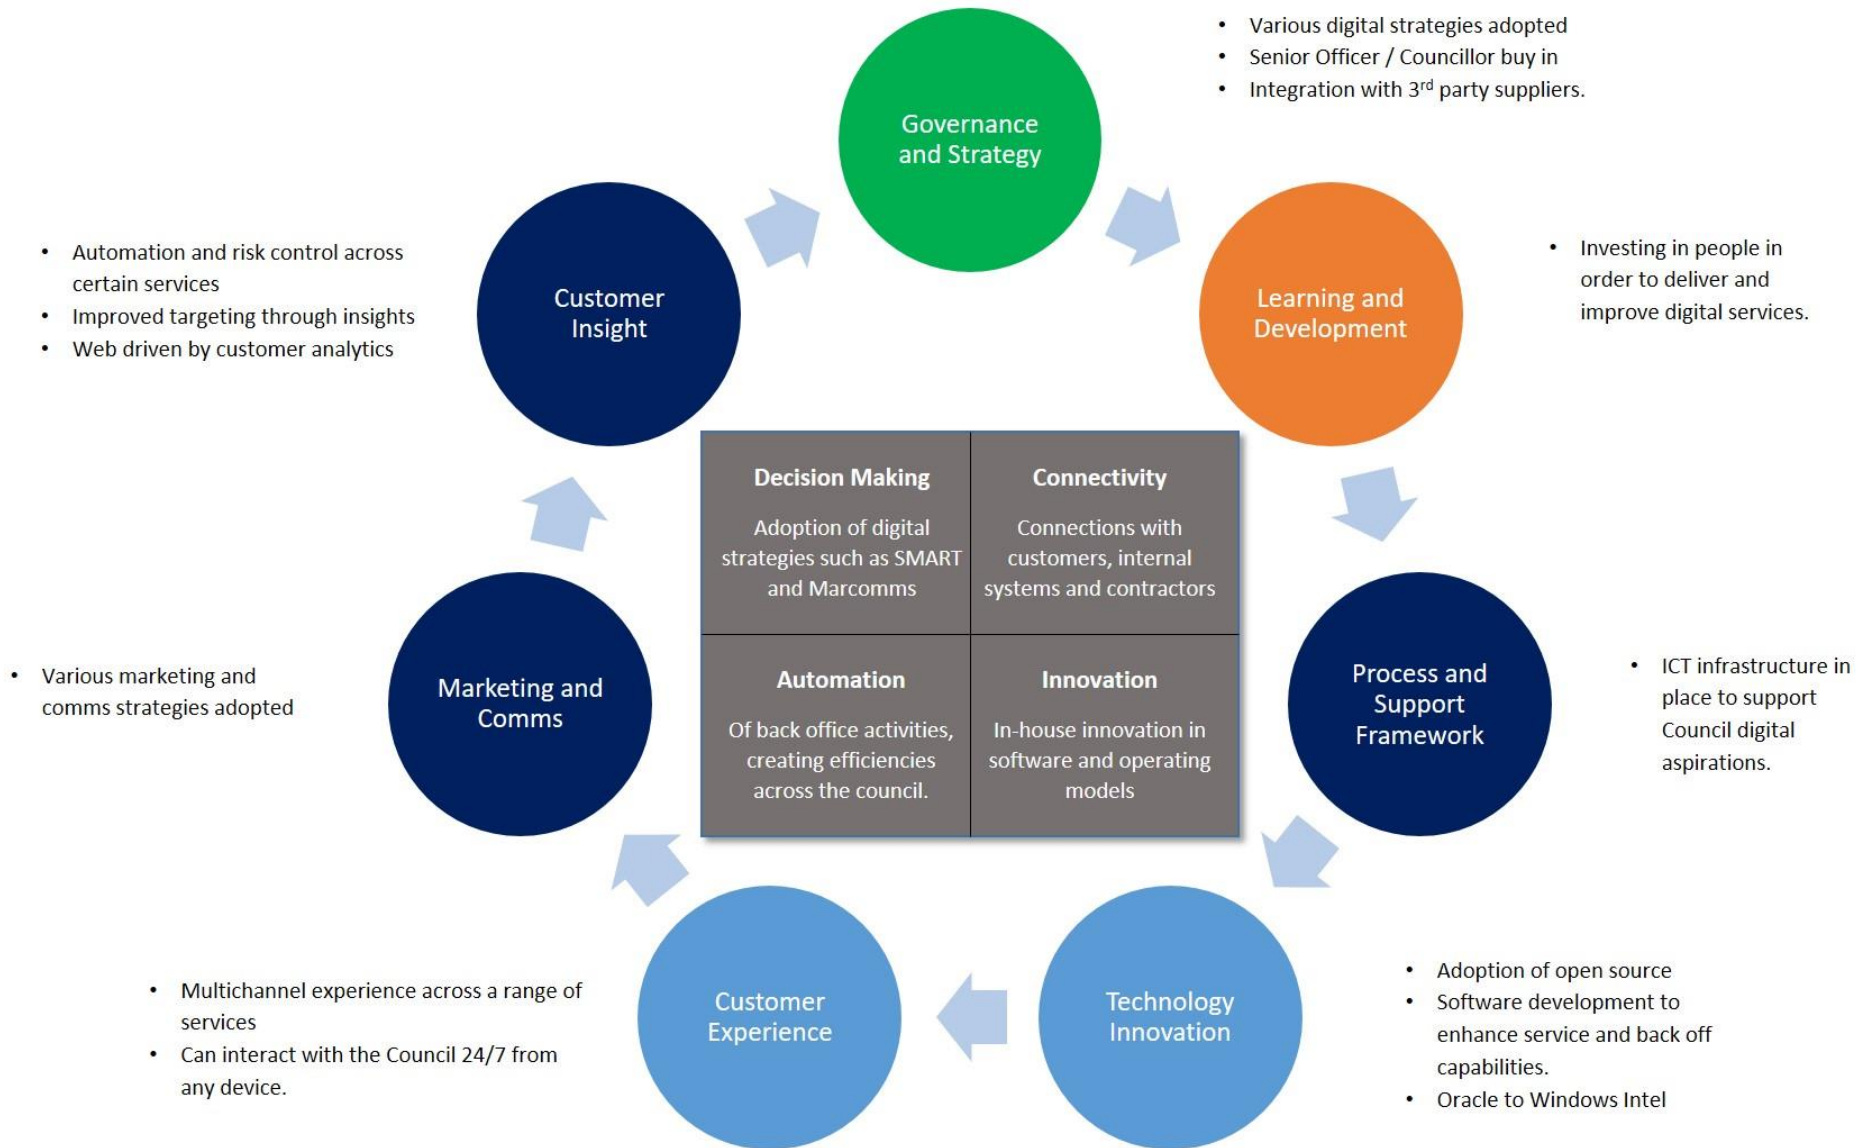 Governance
and Strategy
• Various digital strategies adopted
• Senior Officer / Councillor buy in
• Integration with 3rd party suppliers.
Learning and
Development
• Investing in people in
order to deliver and
improve digital services.
Process and
Support
Framework
• ICT infrastructure in
place to support
Council digital
aspirations.
Technology
Innovation
• Adoption of open source
• Software development to
enhance service and back off
capabilities.
• Oracle to Windows Intel
Customer
Experience
• Multichannel experience across a range of
services
• Can interact with the Council 24/7 from
any device.
Marketing and
Comms
• Various marketing and
comms strategies adopted
Customer
Insight
• Automation and risk control across
certain services
• Improved targeting through insights
• Web driven by customer analytics
Decision Making
Adoption of digital
strategies such as SMART
and Marcomms
Connectivity
Connections with
customers, internal
systems and contractors
Automation
Of back office activities,
creating efficiencies
across the council.
Innovation
In-house innovation in
software and operating
models